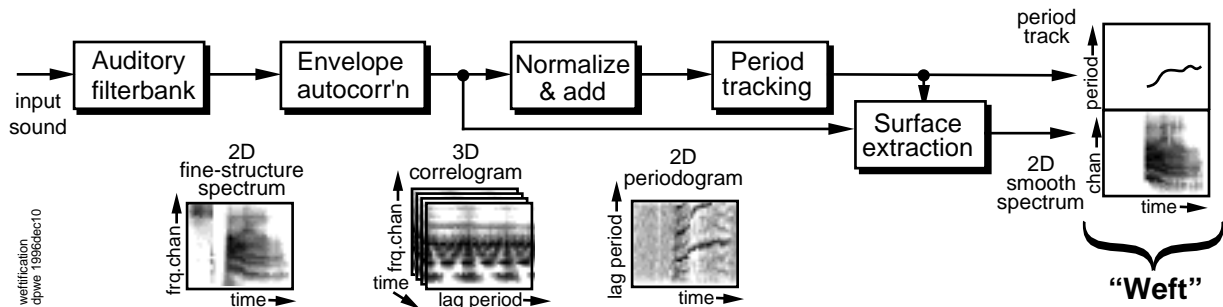 input
sound
Auditory
filterbank
Envelope
autocorr'n
Normalize
& add
Period
tracking
Surface
extraction
period
track
period
chan
time
2D
smooth
spectrum
“Weft”
2D
fine-structure
spectrum
frq.chan
time
3D
correlogram
frq.chan
time
lag period
2D
periodogram
lag period
time
weftification
dpwe 1996dec10